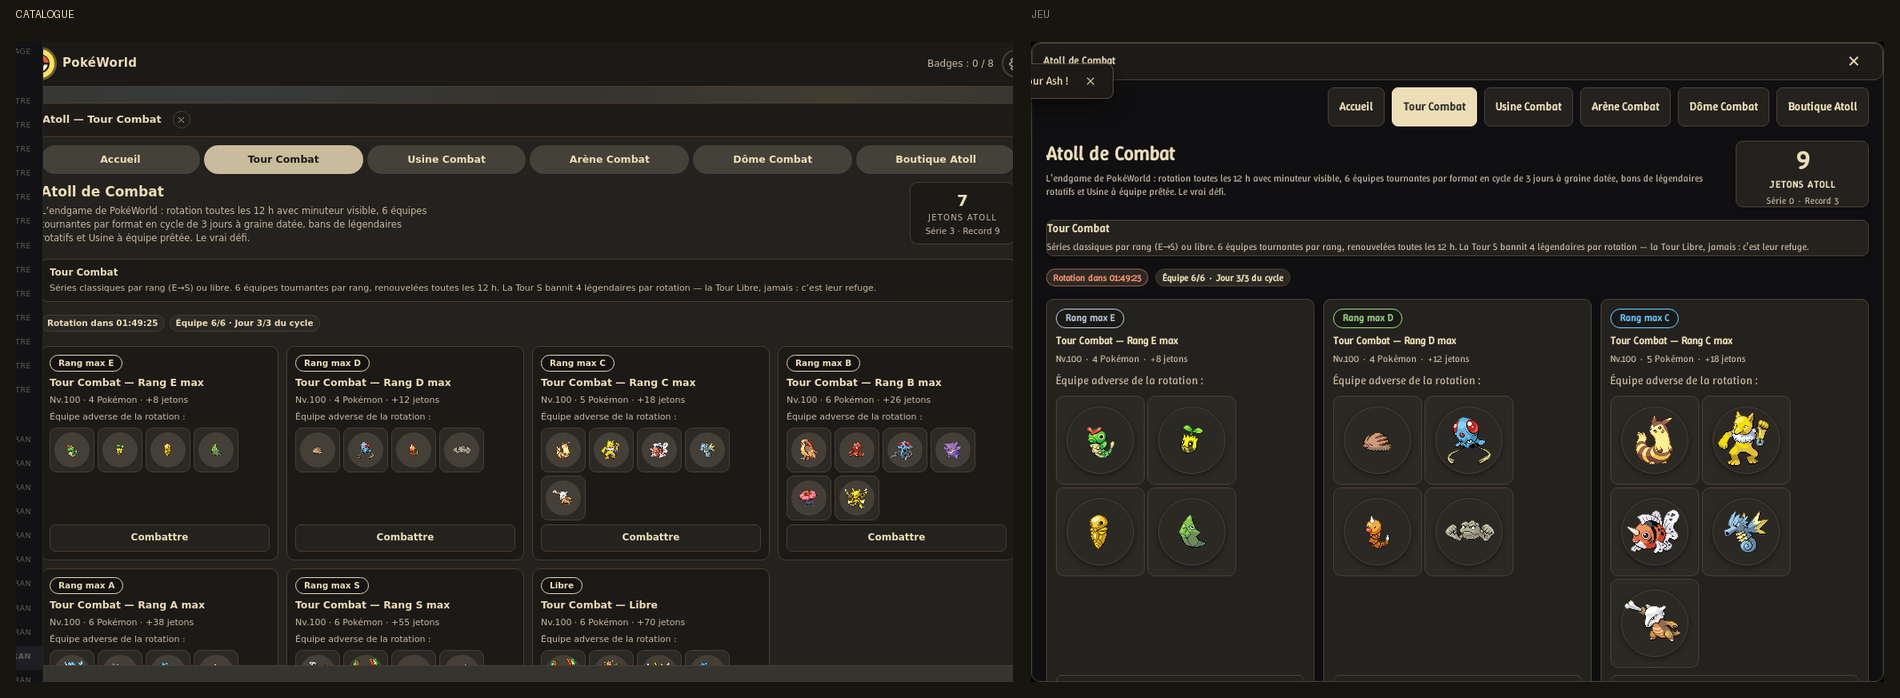 CATALOGUE
PokéWorld
Badges : 0 / 8
Atoll — Tour Combat
Accueil
Tour Combat
Usine Combat
Arène Combat
Dôme Combat
Boutique Atoll
Atoll de Combat
L'endgame de PokéWorld : rotation toutes les 12 h avec minuteur visible, 6 équipes
tournantes par format en cycle de 3 jours à graine datée, bans de légendaires
rotatifs et Usine à équipe prêtée. Le vrai défi.
7
JETONS ATOLL
Série 3 · Record 9
Tour Combat
Séries classiques par rang (E→S) ou libre. 6 équipes tournantes par rang, renouvelées toutes les 12 h. La Tour S bannit 4 légendaires par rotation — la Tour Libre, jamais : c'est leur refuge.
Rotation dans 01:49:25
Équipe 6/6 · Jour 3/3 du cycle
Rang max E
Tour Combat — Rang E max
Nv.100 · 4 Pokémon · +8 jetons
Équipe adverse de la rotation :
Combattre
Rang max D
Tour Combat — Rang D max
Nv.100 · 4 Pokémon · +12 jetons
Équipe adverse de la rotation :
Combattre
Rang max C
Tour Combat — Rang C max
Nv.100 · 5 Pokémon · +18 jetons
Équipe adverse de la rotation :
Combattre
Rang max B
Tour Combat — Rang B max
Nv.100 · 6 Pokémon · +26 jetons
Équipe adverse de la rotation :
Combattre
Rang max A
Tour Combat — Rang A max
Nv.100 · 6 Pokémon · +38 jetons
Équipe adverse de la rotation :
Rang max S
Tour Combat — Rang S max
Nv.100 · 6 Pokémon · +55 jetons
Équipe adverse de la rotation :
Libre
Tour Combat — Libre
Nv.100 · 6 Pokémon · +70 jetons
Équipe adverse de la rotation :
JEU
Atoll de Combat
our Ash !
Accueil
Tour Combat
Usine Combat
Arène Combat
Dôme Combat
Boutique Atoll
Atoll de Combat
L'endgame de PokéWorld : rotation toutes les 12 h avec minuteur visible, 6 équipes tournantes par format en cycle de 3 jours à graine datée, bans de légendaires
rotatifs et Usine à équipe prêtée. Le vrai défi.
9
JETONS ATOLL
Série 0 · Record 3
Tour Combat
Séries classiques par rang (E→S) ou libre. 6 équipes tournantes par rang, renouvelées toutes les 12 h. La Tour S bannit 4 légendaires par rotation — la Tour Libre, jamais : c'est leur refuge.
Rotation dans 01:49:23
Équipe 6/6 · Jour 3/3 du cycle
Rang max E
Tour Combat — Rang E max
Nv.100 · 4 Pokémon · +8 jetons
Équipe adverse de la rotation :
Rang max D
Tour Combat — Rang D max
Nv.100 · 4 Pokémon · +12 jetons
Équipe adverse de la rotation :
Rang max C
Tour Combat — Rang C max
Nv.100 · 5 Pokémon · +18 jetons
Équipe adverse de la rotation :